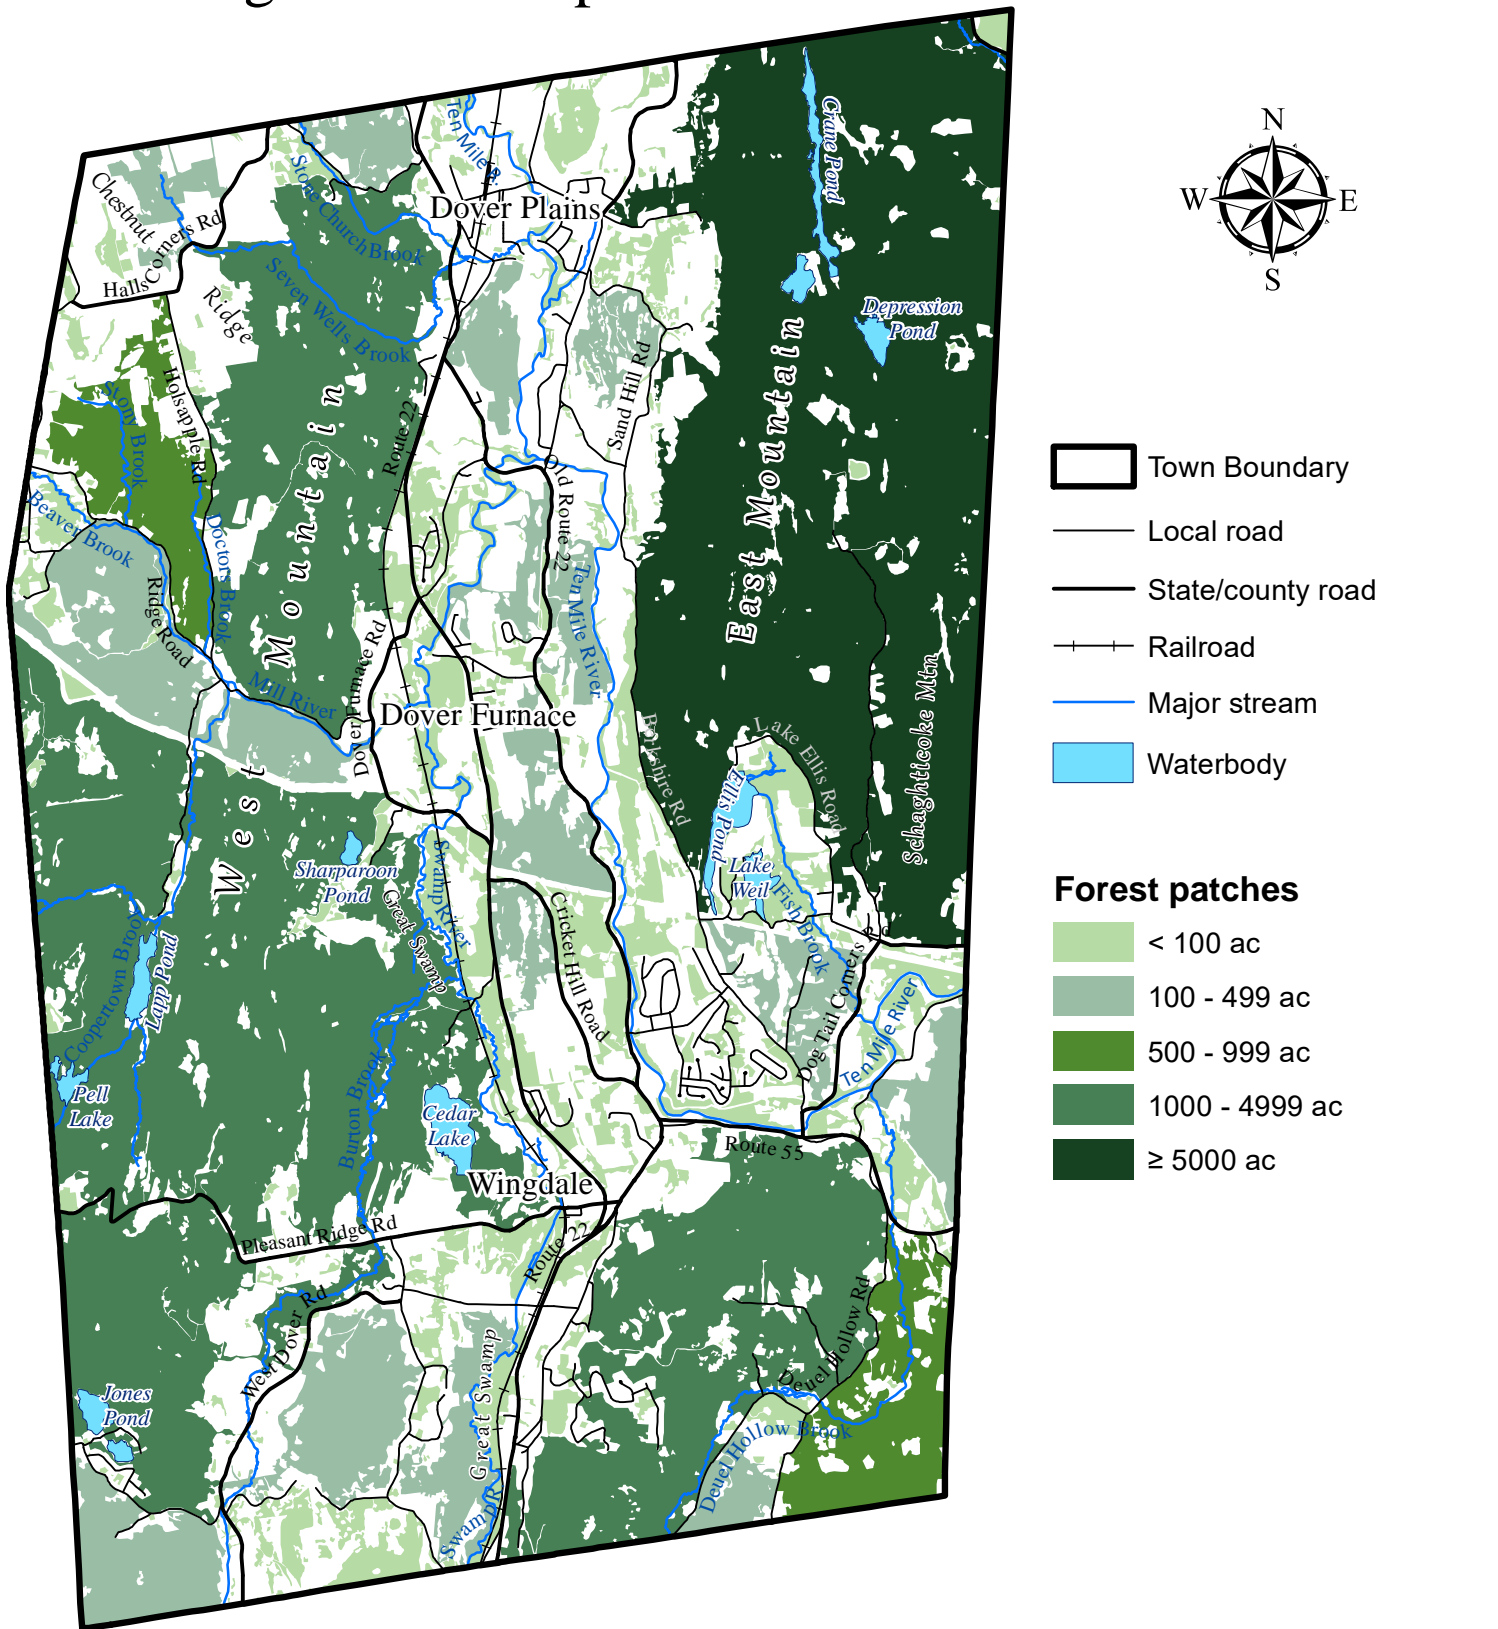 N
W
E
S
Ten Mile R.
Crane Pond
Stone Church Brook
Dover Plains
Chestnut
Ridge
Halls Corners Rd
Seven Wells Brook
Depression
Pond
Route 22
Sand Hill Rd
East Mountain
Stony Brook
Holsapple Rd
West Mountain
Beaver Brook
Doctors Brook
Old Route 22
Ridge Road
Ten Mile River
Dover Furnace Rd
Mill River
Dover Furnace
Berkshire Rd
Lake Ellis Road
Schaghticoke Mtn
Ellis Pond
Sharparoon
Pond
Swamp River
Great Swamp
Lake
Weil
Fish Brook
Cricket Hill Road
Coopertown Brook
Lapp Pond
Dog Tail Corners Rd
Ten Mile River
Pell
Lake
Burton Brook
Cedar
Lake
Route 55
Wingdale
Pleasant Ridge Rd
Route 22
West Dover Rd
Great Swamp
Deuel Hollow Rd
Jones
Pond
Deuel Hollow Brook
Swamp R.
Town Boundary
Local road
State/county road
Railroad
Major stream
Waterbody
Forest patches
< 100 ac
100 - 499 ac
500 - 999 ac
1000 - 4999 ac
≥ 5000 ac